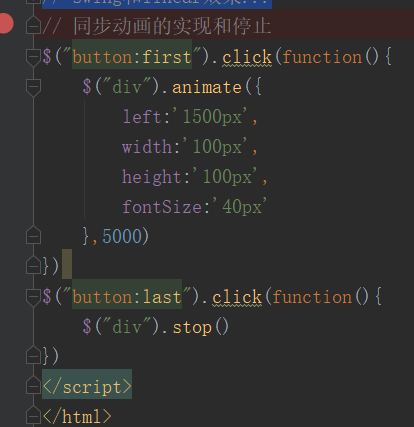 // swing和linear效果...
// 同步动画的实现和停止
$("button:first").click(function(){
$("div").animate({
left:'1500px',
width:'100px',
height:'100px',
fontSize:'40px'
},5000)
})
$("button:last").click(function(){
$("div").stop()
})
</script>
</html>